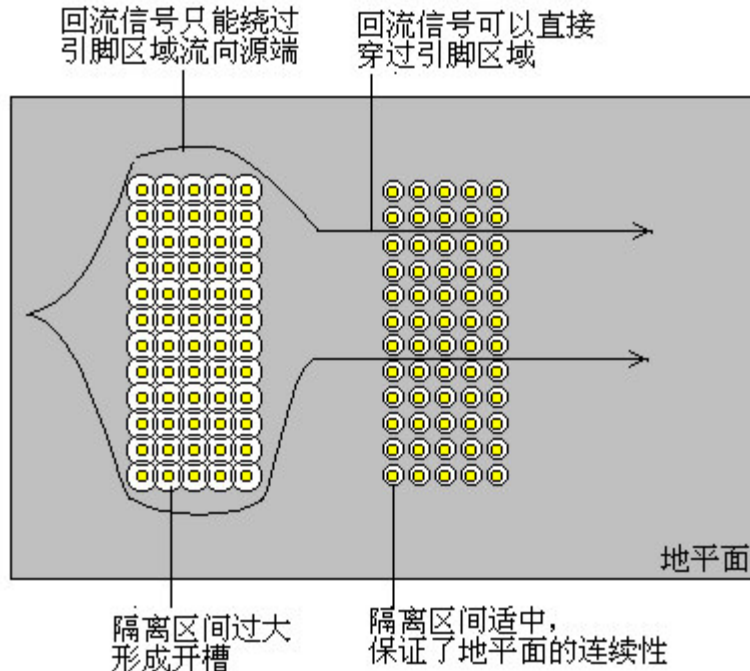 回流信号只能绕过
引脚区域流向源端
回流信号可以直接
穿过引脚区域
地平面
隔离区间过大
形成开槽
隔离区间适中，
保证了地平面的连续性